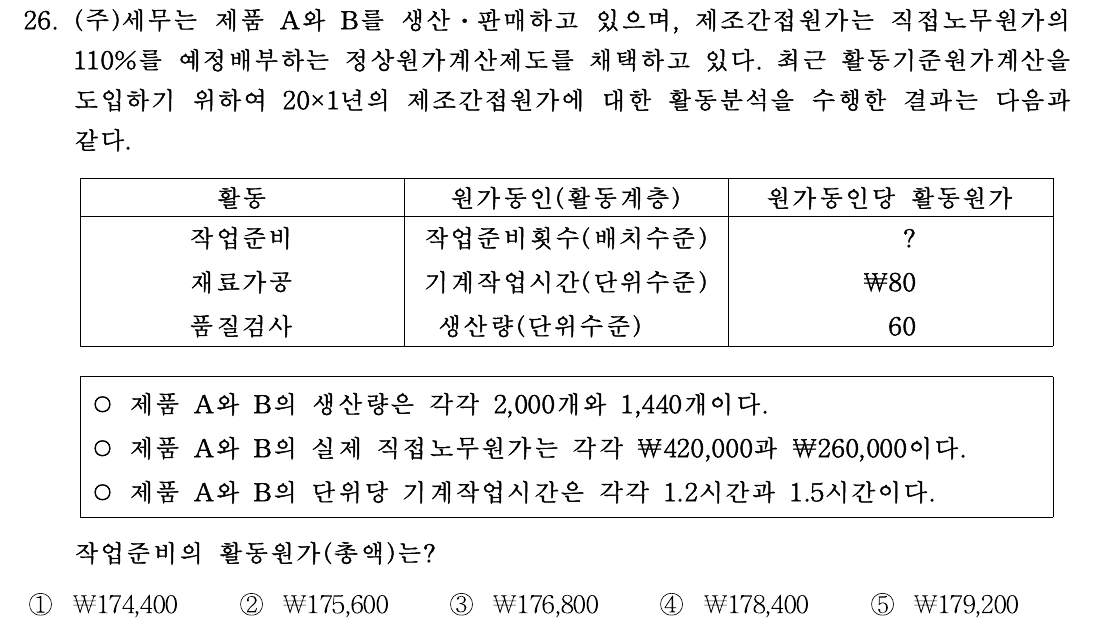 26. (주)세무는 제품 A와 B를 생산·판매하고 있으며, 제조간접원가는 직접노무원가의
110%를 예정배부하는 정상원가계산제도를 채택하고 있다. 최근 활동기준원가계산을
도입하기 위하여 20×1년의 제조간접원가에 대한 활동분석을 수행한 결과는 다음과
같다.
활동 원가동인(활동계층) 원가동인당 활동원가
작업준비 작업준비횟수(배치수준) ?
재료가공 기계작업시간(단위수준) ₩80
품질검사 생산량(단위수준) 60
○ 제품 A와 B의 생산량은 각각 2,000개와 1,440개이다.
○ 제품 A와 B의 실제 직접노무원가는 각각 ₩420,000과 ₩260,000이다.
○ 제품 A와 B의 단위당 기계작업시간은 각각 1.2시간과 1.5시간이다.
작업준비의 활동원가(총액)는?
① ₩174,400 ② ₩175,600 ③ ₩176,800 ④ ₩178,400 ⑤ ₩179,200